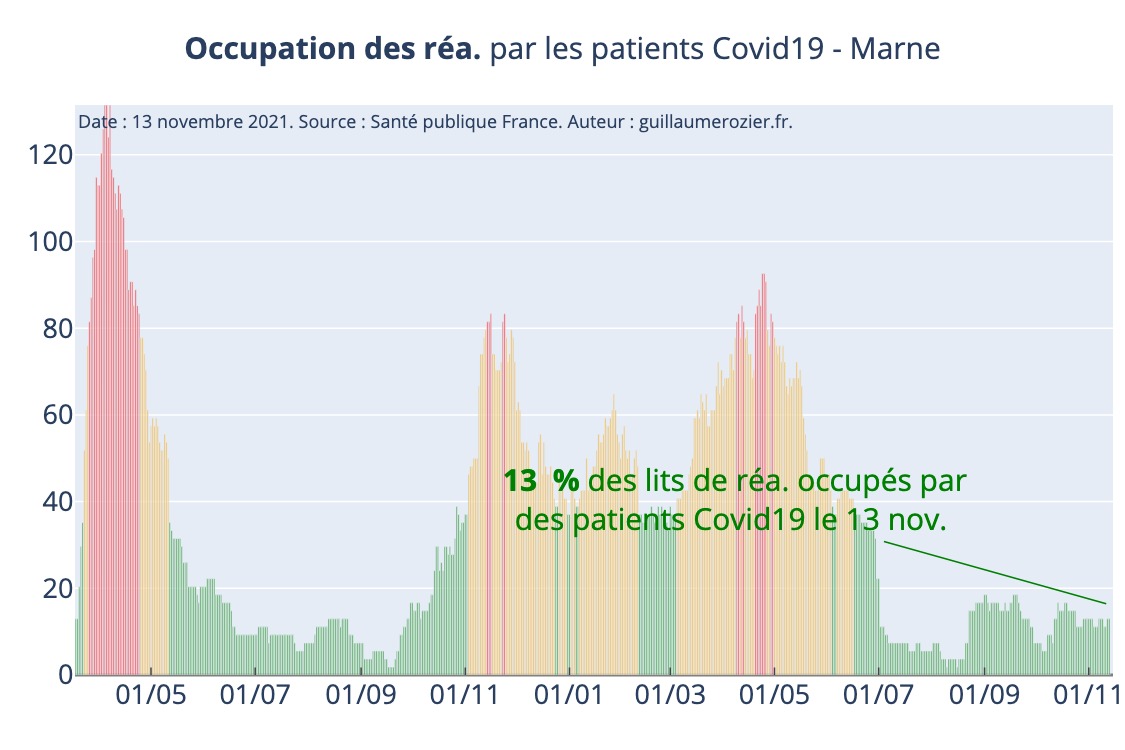 Occupation des réa. par les patients Covid19 - Marne
Date : 13 novembre 2021. Source : Santé publique France. Auteur : guillaumerozier.fr.
120
100
80
60
40
20
0
13 % des lits de réa. occupés par
des patients Covid19 le 13 nov.
01/05 01/07 01/09 01/11 01/01 01/03 01/05 01/07 01/09 01/11